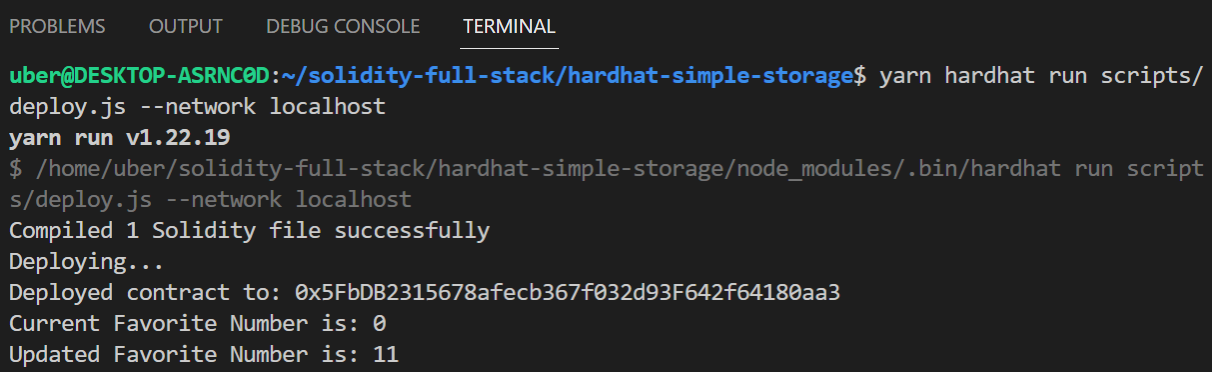 PROBLEMS OUTPUT DEBUG CONSOLE TERMINAL
uber@DESKTOP-ASRNC0D:~/solidity-full-stack/hardhat-simple-storage$ yarn hardhat run scripts/
deploy.js --network localhost
yarn run v1.22.19
$ /home/uber/solidity-full-stack/hardhat-simple-storage/node_modules/.bin/hardhat run script
s/deploy.js --network localhost
Compiled 1 Solidity file successfully
Deploying...
Deployed contract to: 0x5FbDB2315678afecb367f032d93F642f64180aa3
Current Favorite Number is: 0
Updated Favorite Number is: 11